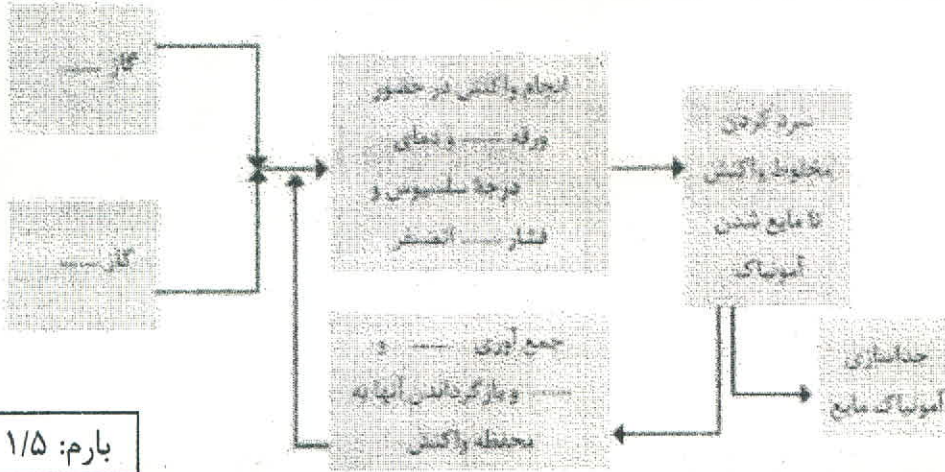 گاز ......
گاز ......
انجام واکنش در حضور
ورقه ...... و دمای
درجهٔ سلسیوس و
فشار ...... اتمسفر
سرد کردن
مخلوط واکنش
تا مایع شدن
آمونیاک
جداسازی
آمونیاک مایع
جمع آوری ...... و
...... و بازگرداندن آنها به
محفظه واکنش
بارم: ۱/۵